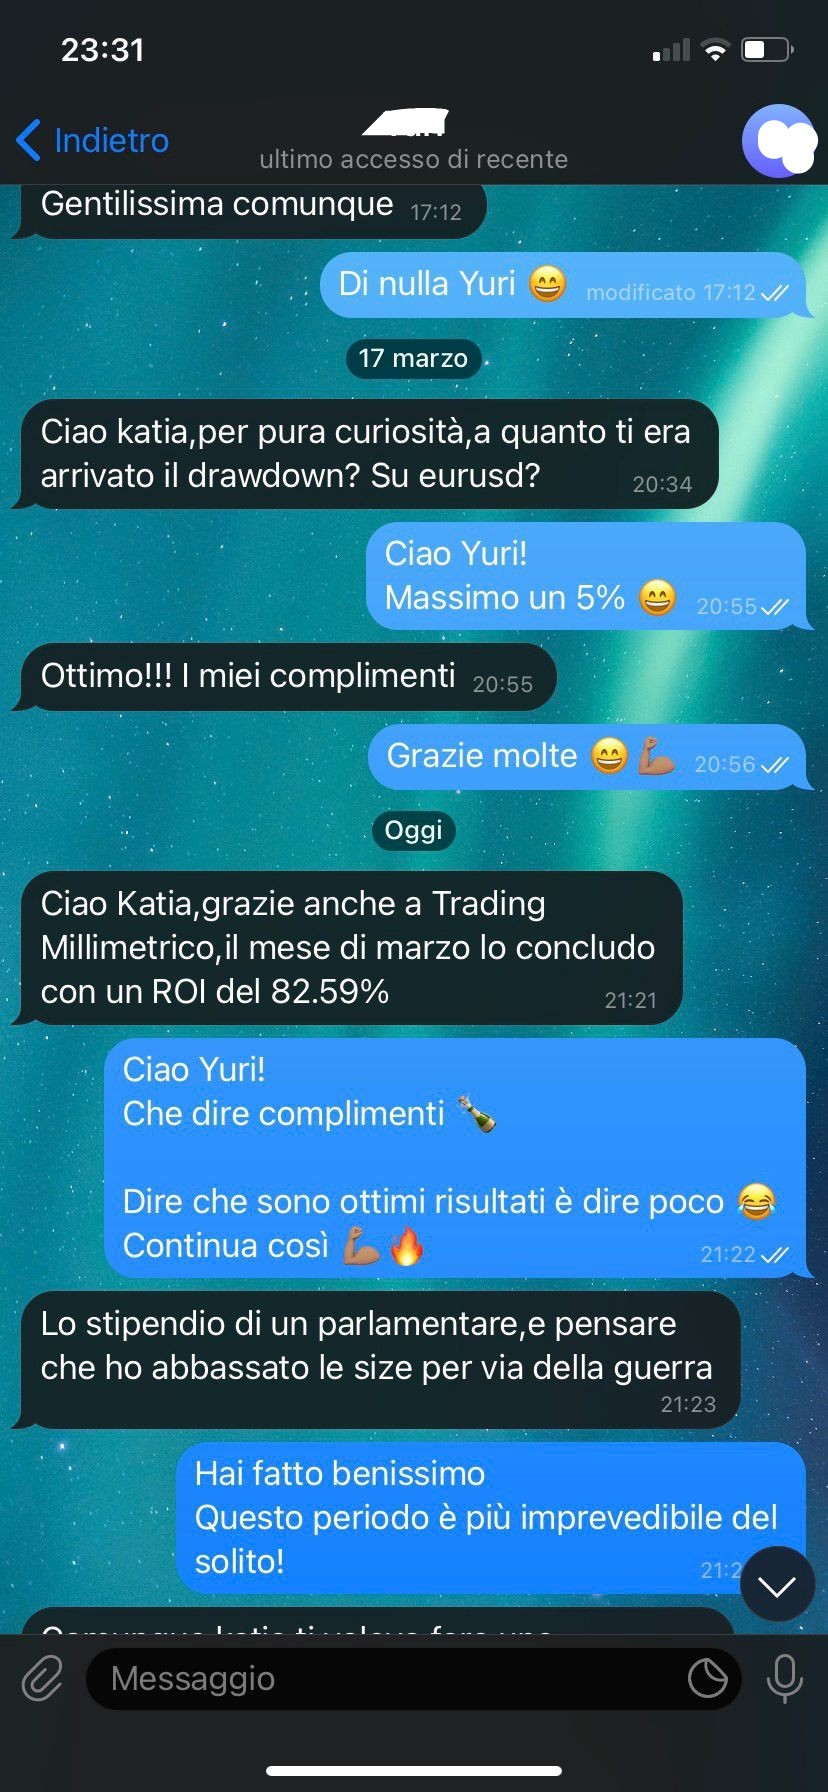 23:31
Indietro
ultimo accesso di recente
Gentilissima comunque 17:12
Di nulla Yuri 😄 modificato 17:12
17 marzo
Ciao katia,per pura curiosità,a quanto ti era
arrivato il drawdown? Su eurusd?
20:34
Ciao Yuri!
Massimo un 5% 😄 20:55
Ottimo!!! I miei complimenti 20:55
Grazie molte 😄💪🏽 20:56
Oggi
Ciao Katia,grazie anche a Trading
Millimetrico,il mese di marzo lo concludo
con un ROI del 82.59%
21:21
Ciao Yuri!
Che dire complimenti 🍾
Dire che sono ottimi risultati è dire poco 😂
Continua così 💪🏽🔥 21:22
Lo stipendio di un parlamentare,e pensare
che ho abbassato le size per via della guerra
21:23
Hai fatto benissimo
Questo periodo è più imprevedibile del
solito!
Messaggio